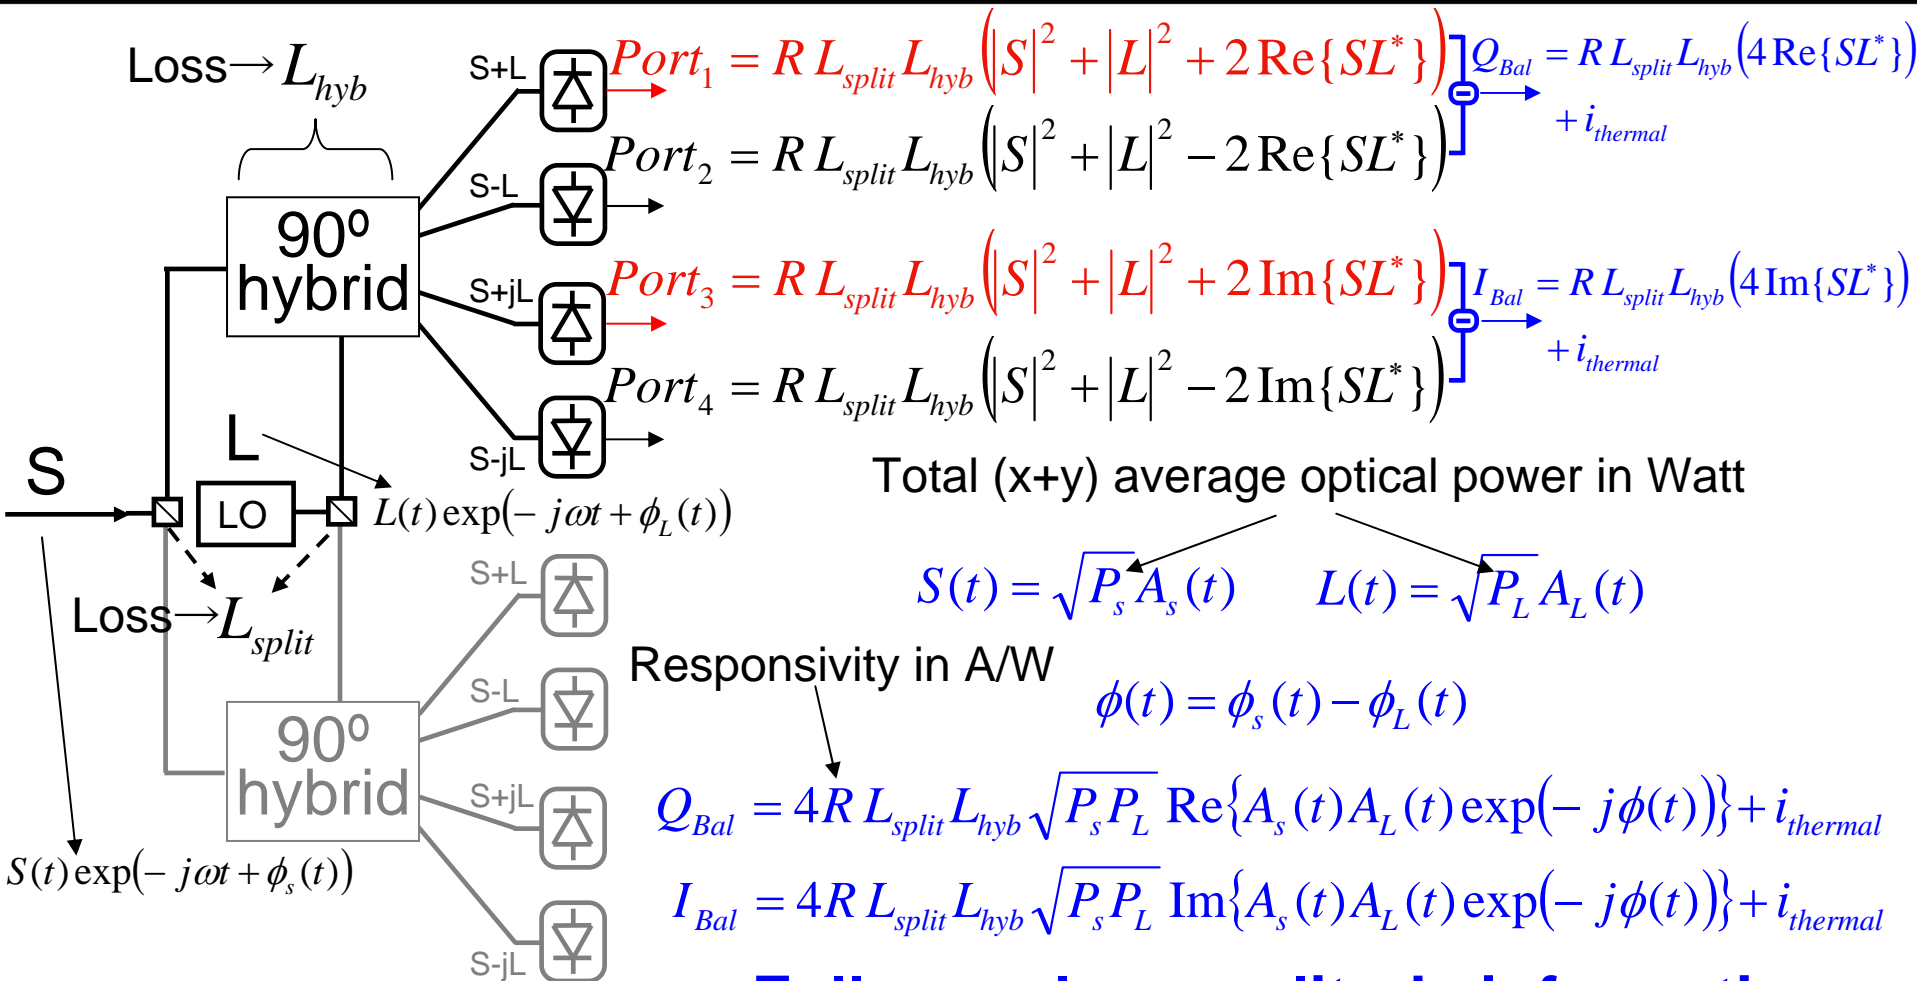 Loss→ L_hyb
S+L
Port_1 = R L_split L_hyb (|S|^2 + |L|^2 + 2 Re{SL^*})
Q_Bal = R L_split L_hyb (4 Re{SL^*})
+ i_thermal
S-L
Port_2 = R L_split L_hyb (|S|^2 + |L|^2 − 2 Re{SL^*})
90º
hybrid
S+jL
Port_3 = R L_split L_hyb (|S|^2 + |L|^2 + 2 Im{SL^*})
I_Bal = R L_split L_hyb (4 Im{SL^*})
+ i_thermal
S-jL
Port_4 = R L_split L_hyb (|S|^2 + |L|^2 − 2 Im{SL^*})
S
L
LO
L(t) exp(− jωt + ϕ_L(t))
Total (x+y) average optical power in Watt
S(t) = √P_s A_s(t)
L(t) = √P_L A_L(t)
Loss→ L_split
S+L
S-L
Responsivity in A/W
ϕ(t) = ϕ_s(t) − ϕ_L(t)
90º
hybrid
S+jL
Q_Bal = 4R L_split L_hyb √P_s P_L Re{A_s(t) A_L(t) exp(− jϕ(t))} + i_thermal
S(t) exp(− jωt + ϕ_s(t))
I_Bal = 4R L_split L_hyb √P_s P_L Im{A_s(t) A_L(t) exp(− jϕ(t))} + i_thermal
S-jL